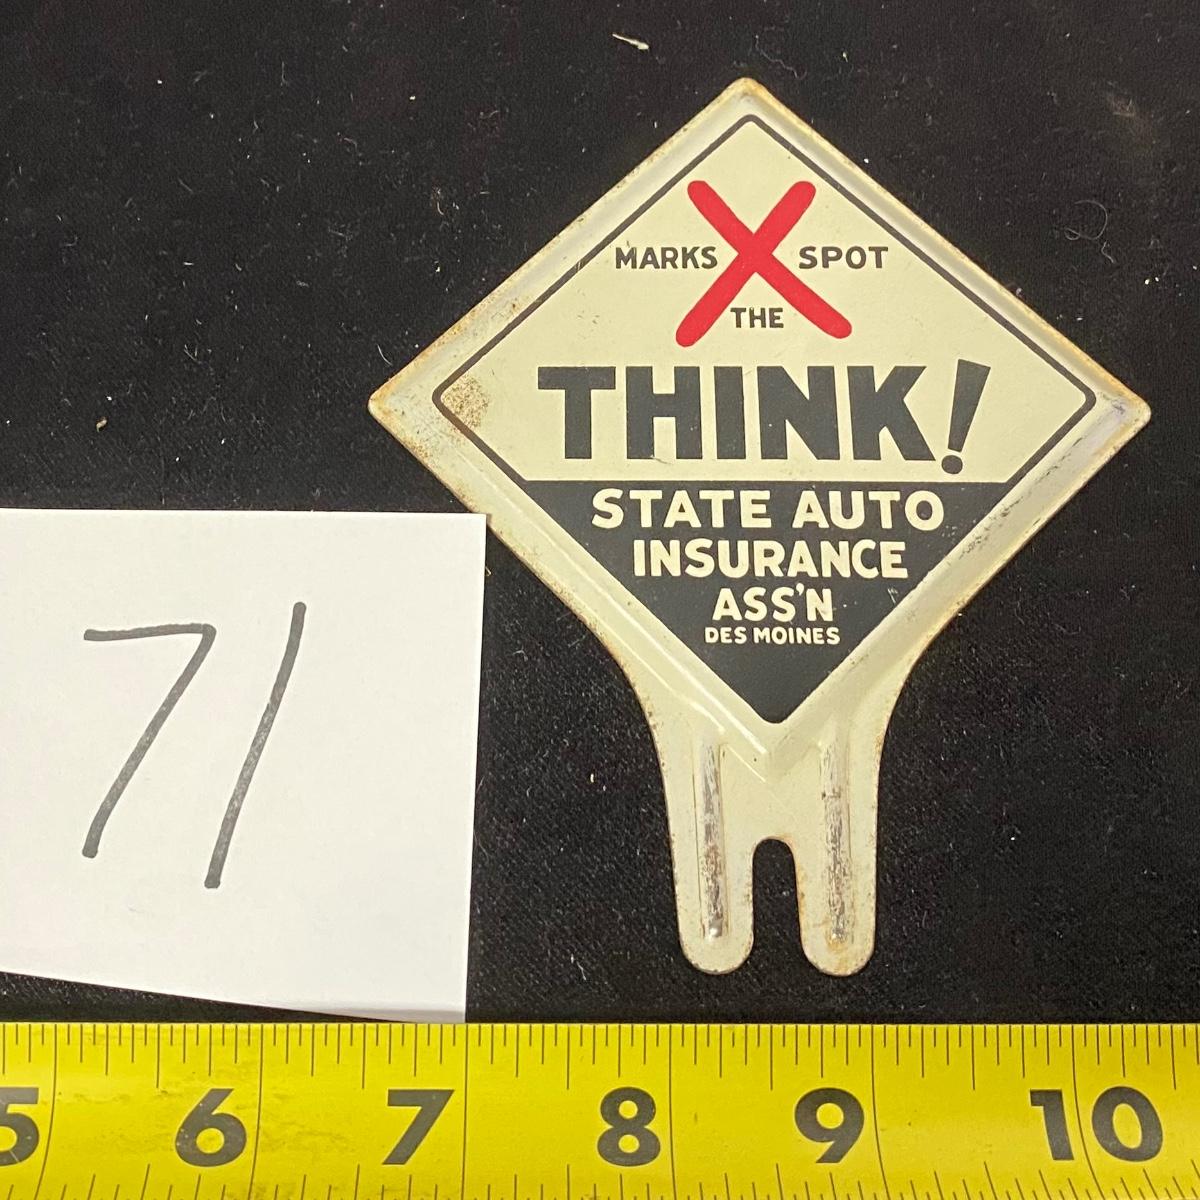 MARKS X SPOT
THE
THINK!
STATE AUTO
INSURANCE
ASS'N
DES MOINES
71
5 6 7 8 9 10